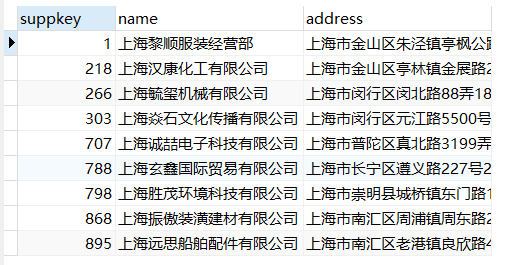 suppkey name address
1 上海黎顺服装经营部 上海市金山区朱泾镇亭枫公路
218 上海汉康化工有限公司 上海市金山区亭林镇金展路2
266 上海毓玺机械有限公司 上海市闵行区闵北路88弄18
303 上海焱石文化传播有限公司 上海市闵行区元江路5500号
707 上海诚喆电子科技有限公司 上海市普陀区真北路3199弄
788 上海玄鑫国际贸易有限公司 上海市长宁区遵义路227号2
798 上海胜茂环境科技有限公司 上海市崇明县城桥镇东门路1
868 上海振傲装潢建材有限公司 上海市南汇区周浦镇周东路2
895 上海远思船舶配件有限公司 上海市南汇区老港镇良欣路4